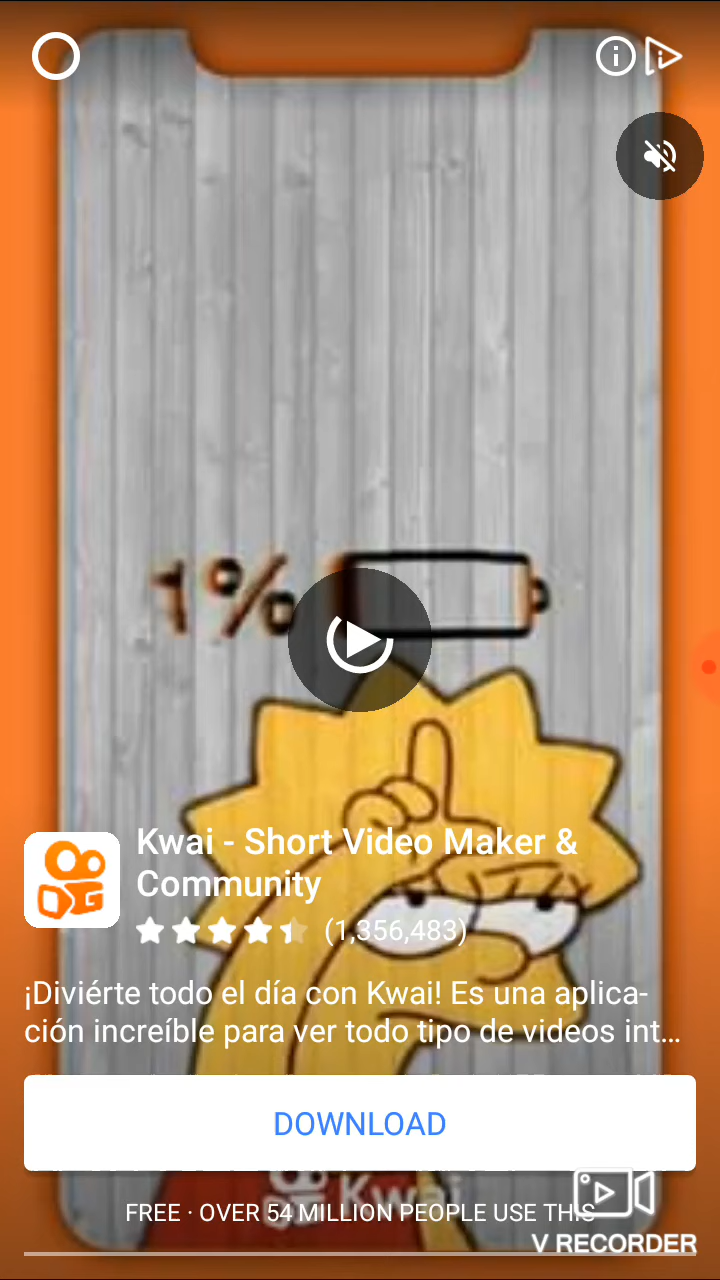 1%
Kwai - Short Video Maker &
Community
(1,356,483)
¡Diviérte todo el día con Kwai! Es una aplica-
ción increíble para ver todo tipo de videos int...
DOWNLOAD
Kwai
FREE · OVER 54 MILLION PEOPLE USE THIS
V RECORDER